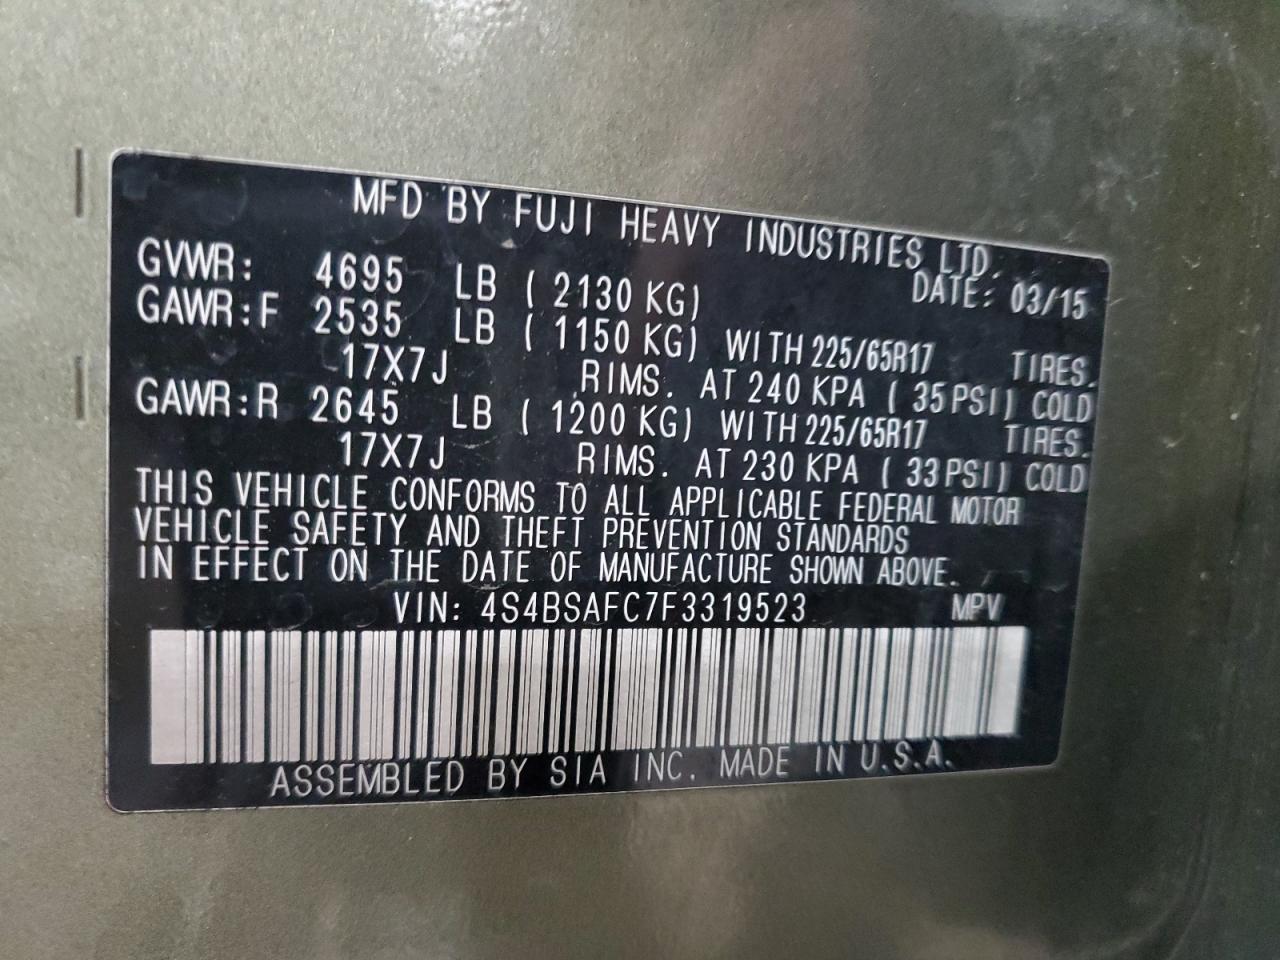 MFD BY FUJI HEAVY INDUSTRIES LTD.
DATE: 03/15
GVWR: 4695 LB ( 2130 KG)
GAWR:F 2535 LB ( 1150 KG) WITH 225/65R17 TIRES.
17X7J RIMS. AT 240 KPA ( 35 PSI) COLD
GAWR:R 2645 LB ( 1200 KG) WITH 225/65R17 TIRES.
17X7J RIMS. AT 230 KPA ( 33 PSI) COLD
THIS VEHICLE CONFORMS TO ALL APPLICABLE FEDERAL MOTOR
VEHICLE SAFETY AND THEFT PREVENTION STANDARDS
IN EFFECT ON THE DATE OF MANUFACTURE SHOWN ABOVE.
VIN: 4S4BSAFC7F3319523 MPV
ASSEMBLED BY SIA INC. MADE IN U.S.A.